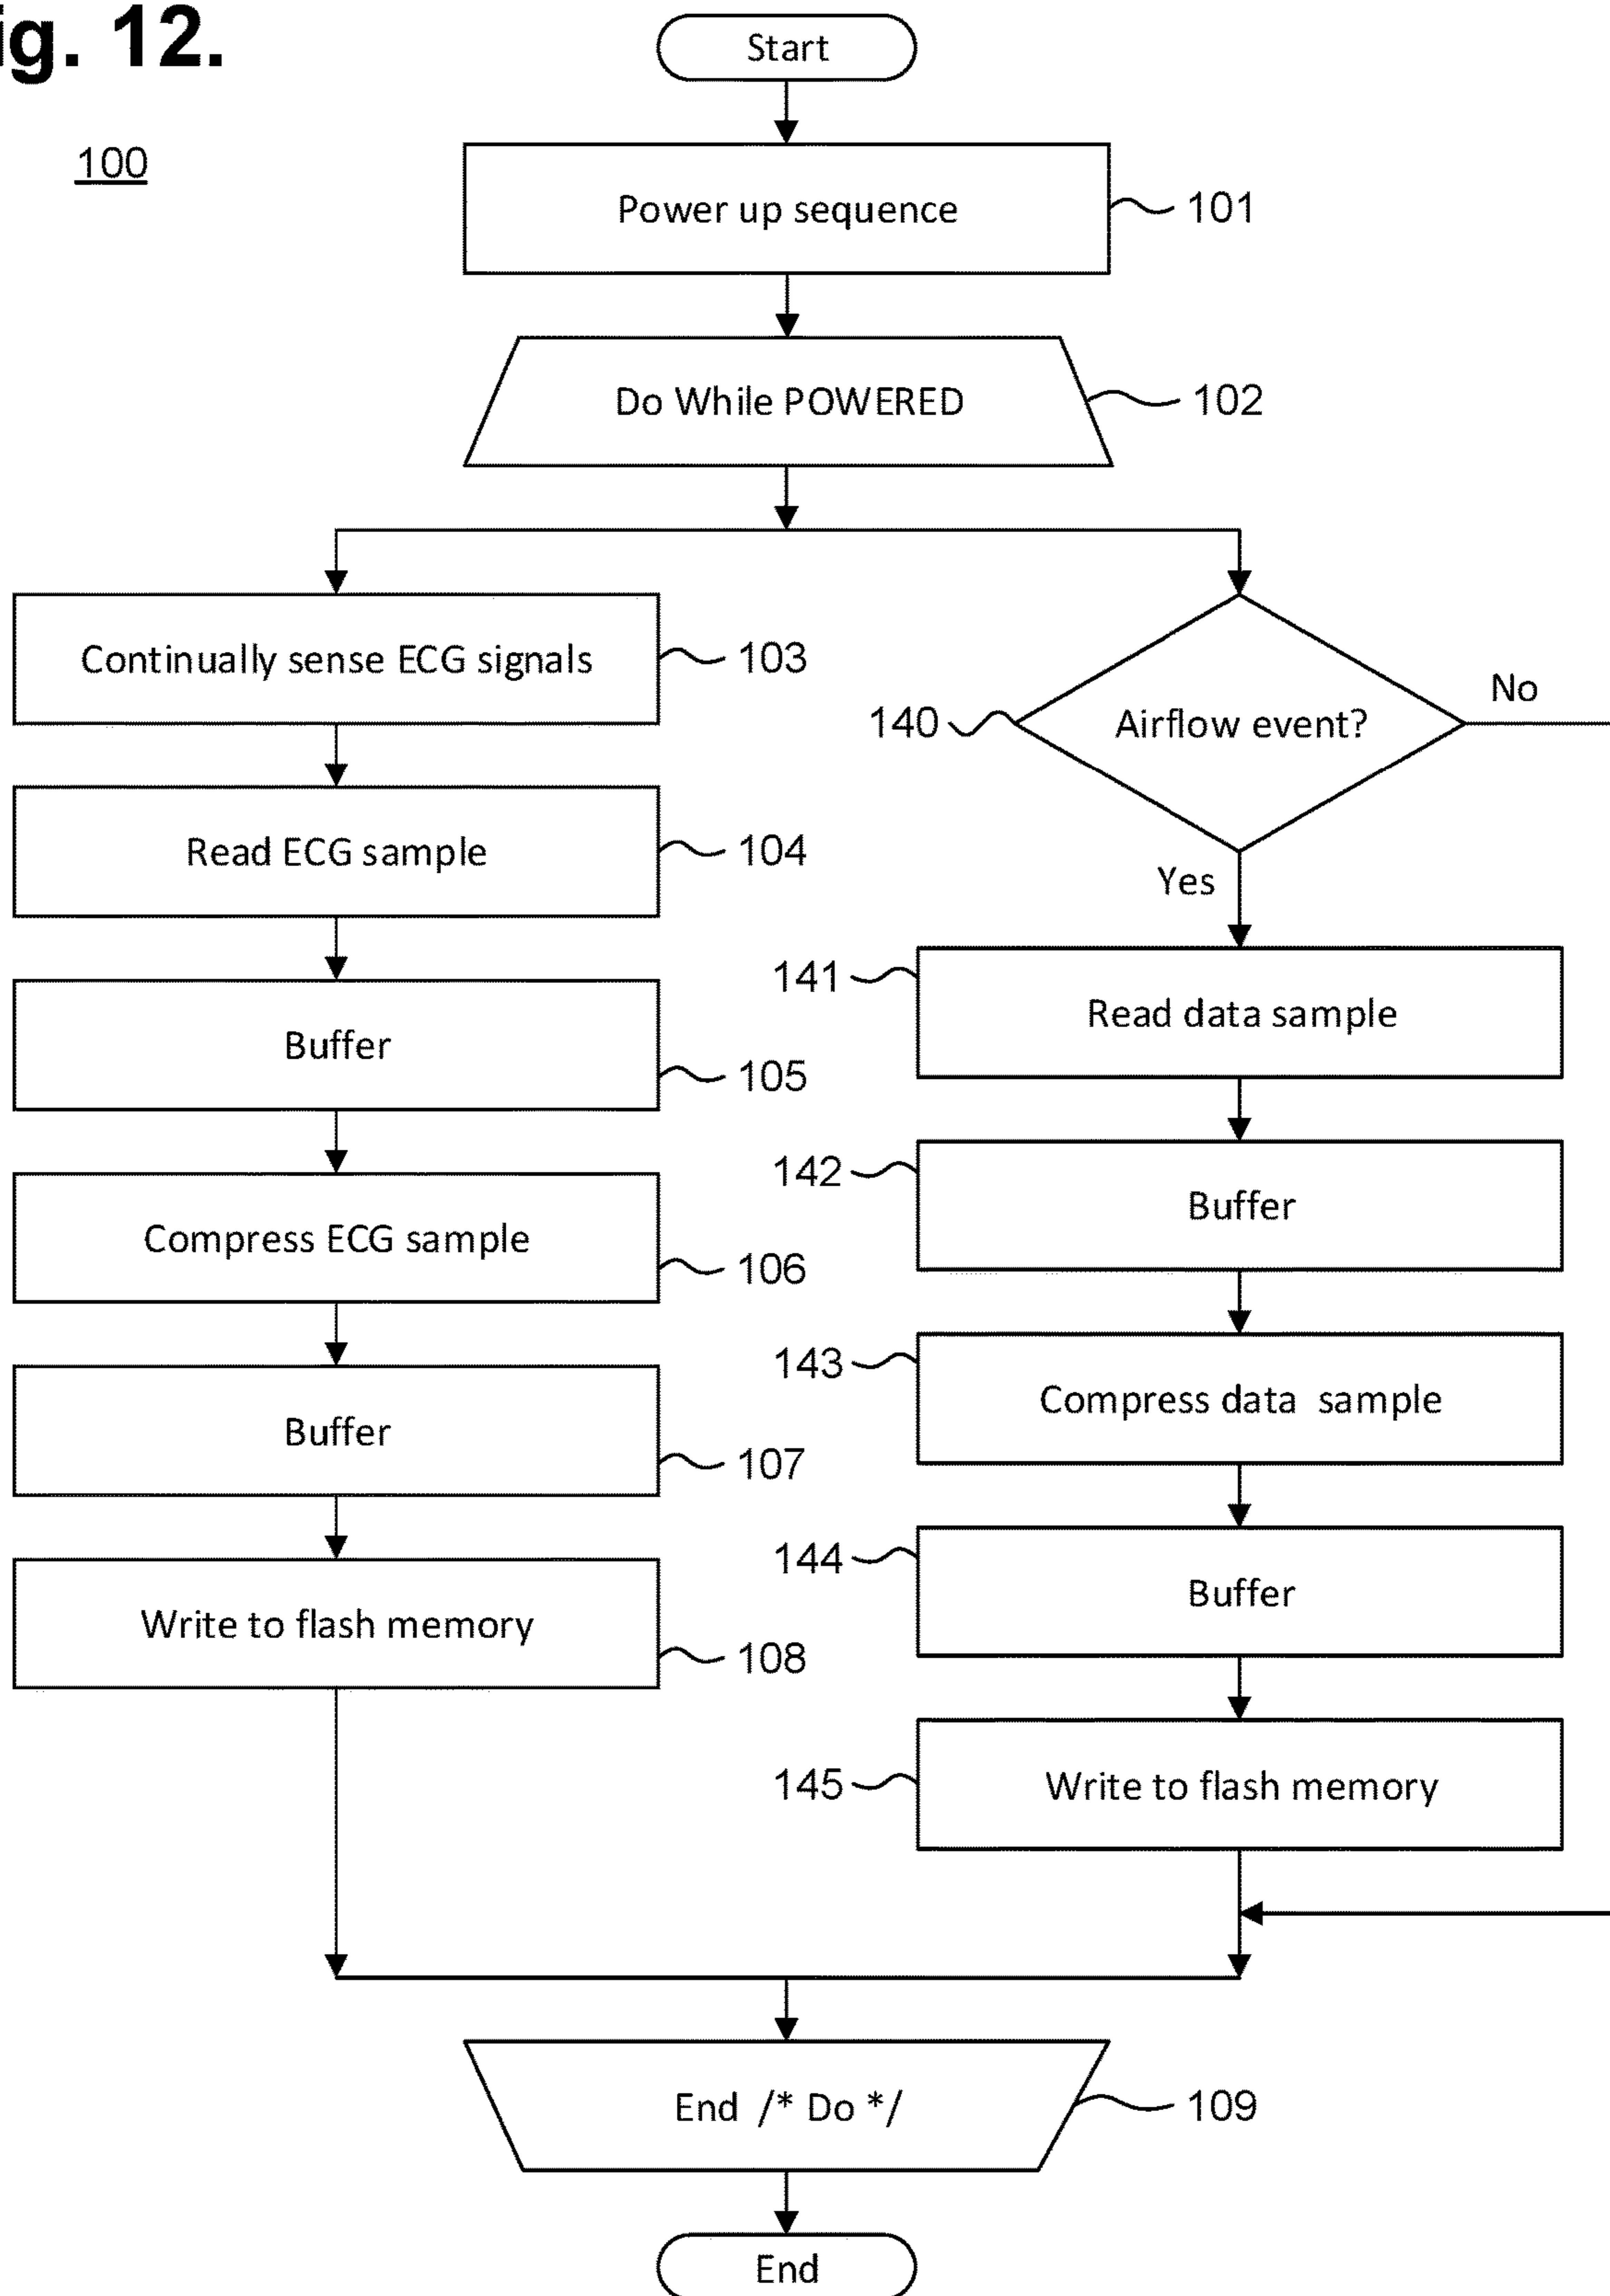 ig. 12.
Start
100
Power up sequence
101
Do While POWERED
102
Continually sense ECG signals
103
140
Airflow event?
No
Read ECG sample
104
Yes
141
Read data sample
Buffer
105
142
Buffer
Compress ECG sample
106
143
Compress data sample
Buffer
107
144
Buffer
Write to flash memory
108
145
Write to flash memory
End /* Do */
109
End